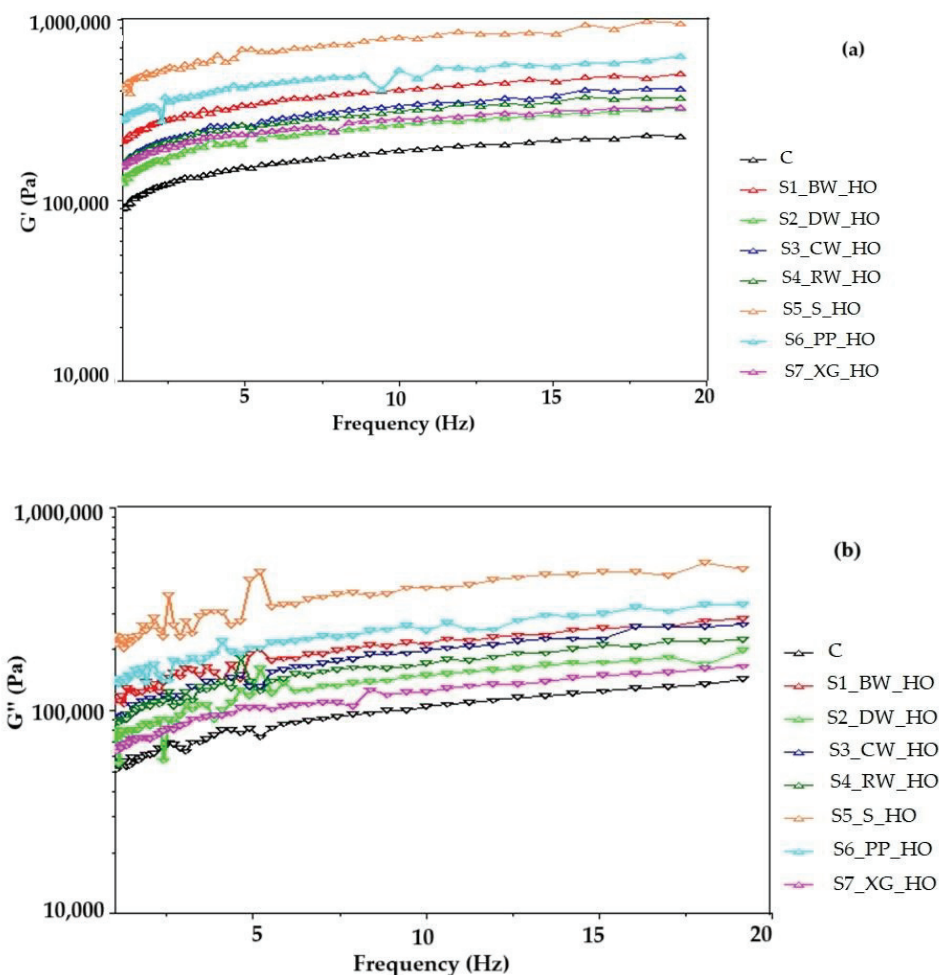 1,000,000
(a)
G' (Pa)
100,000
10,000
5
10
15
20
Frequency (Hz)
C
S1_BW_HO
S2_DW_HO
S3_CW_HO
S4_RW_HO
S5_S_HO
S6_PP_HO
S7_XG_HO
1,000,000
(b)
G'' (Pa)
100,000
10,000
5
10
15
20
Frequency (Hz)
C
S1_BW_HO
S2_DW_HO
S3_CW_HO
S4_RW_HO
S5_S_HO
S6_PP_HO
S7_XG_HO